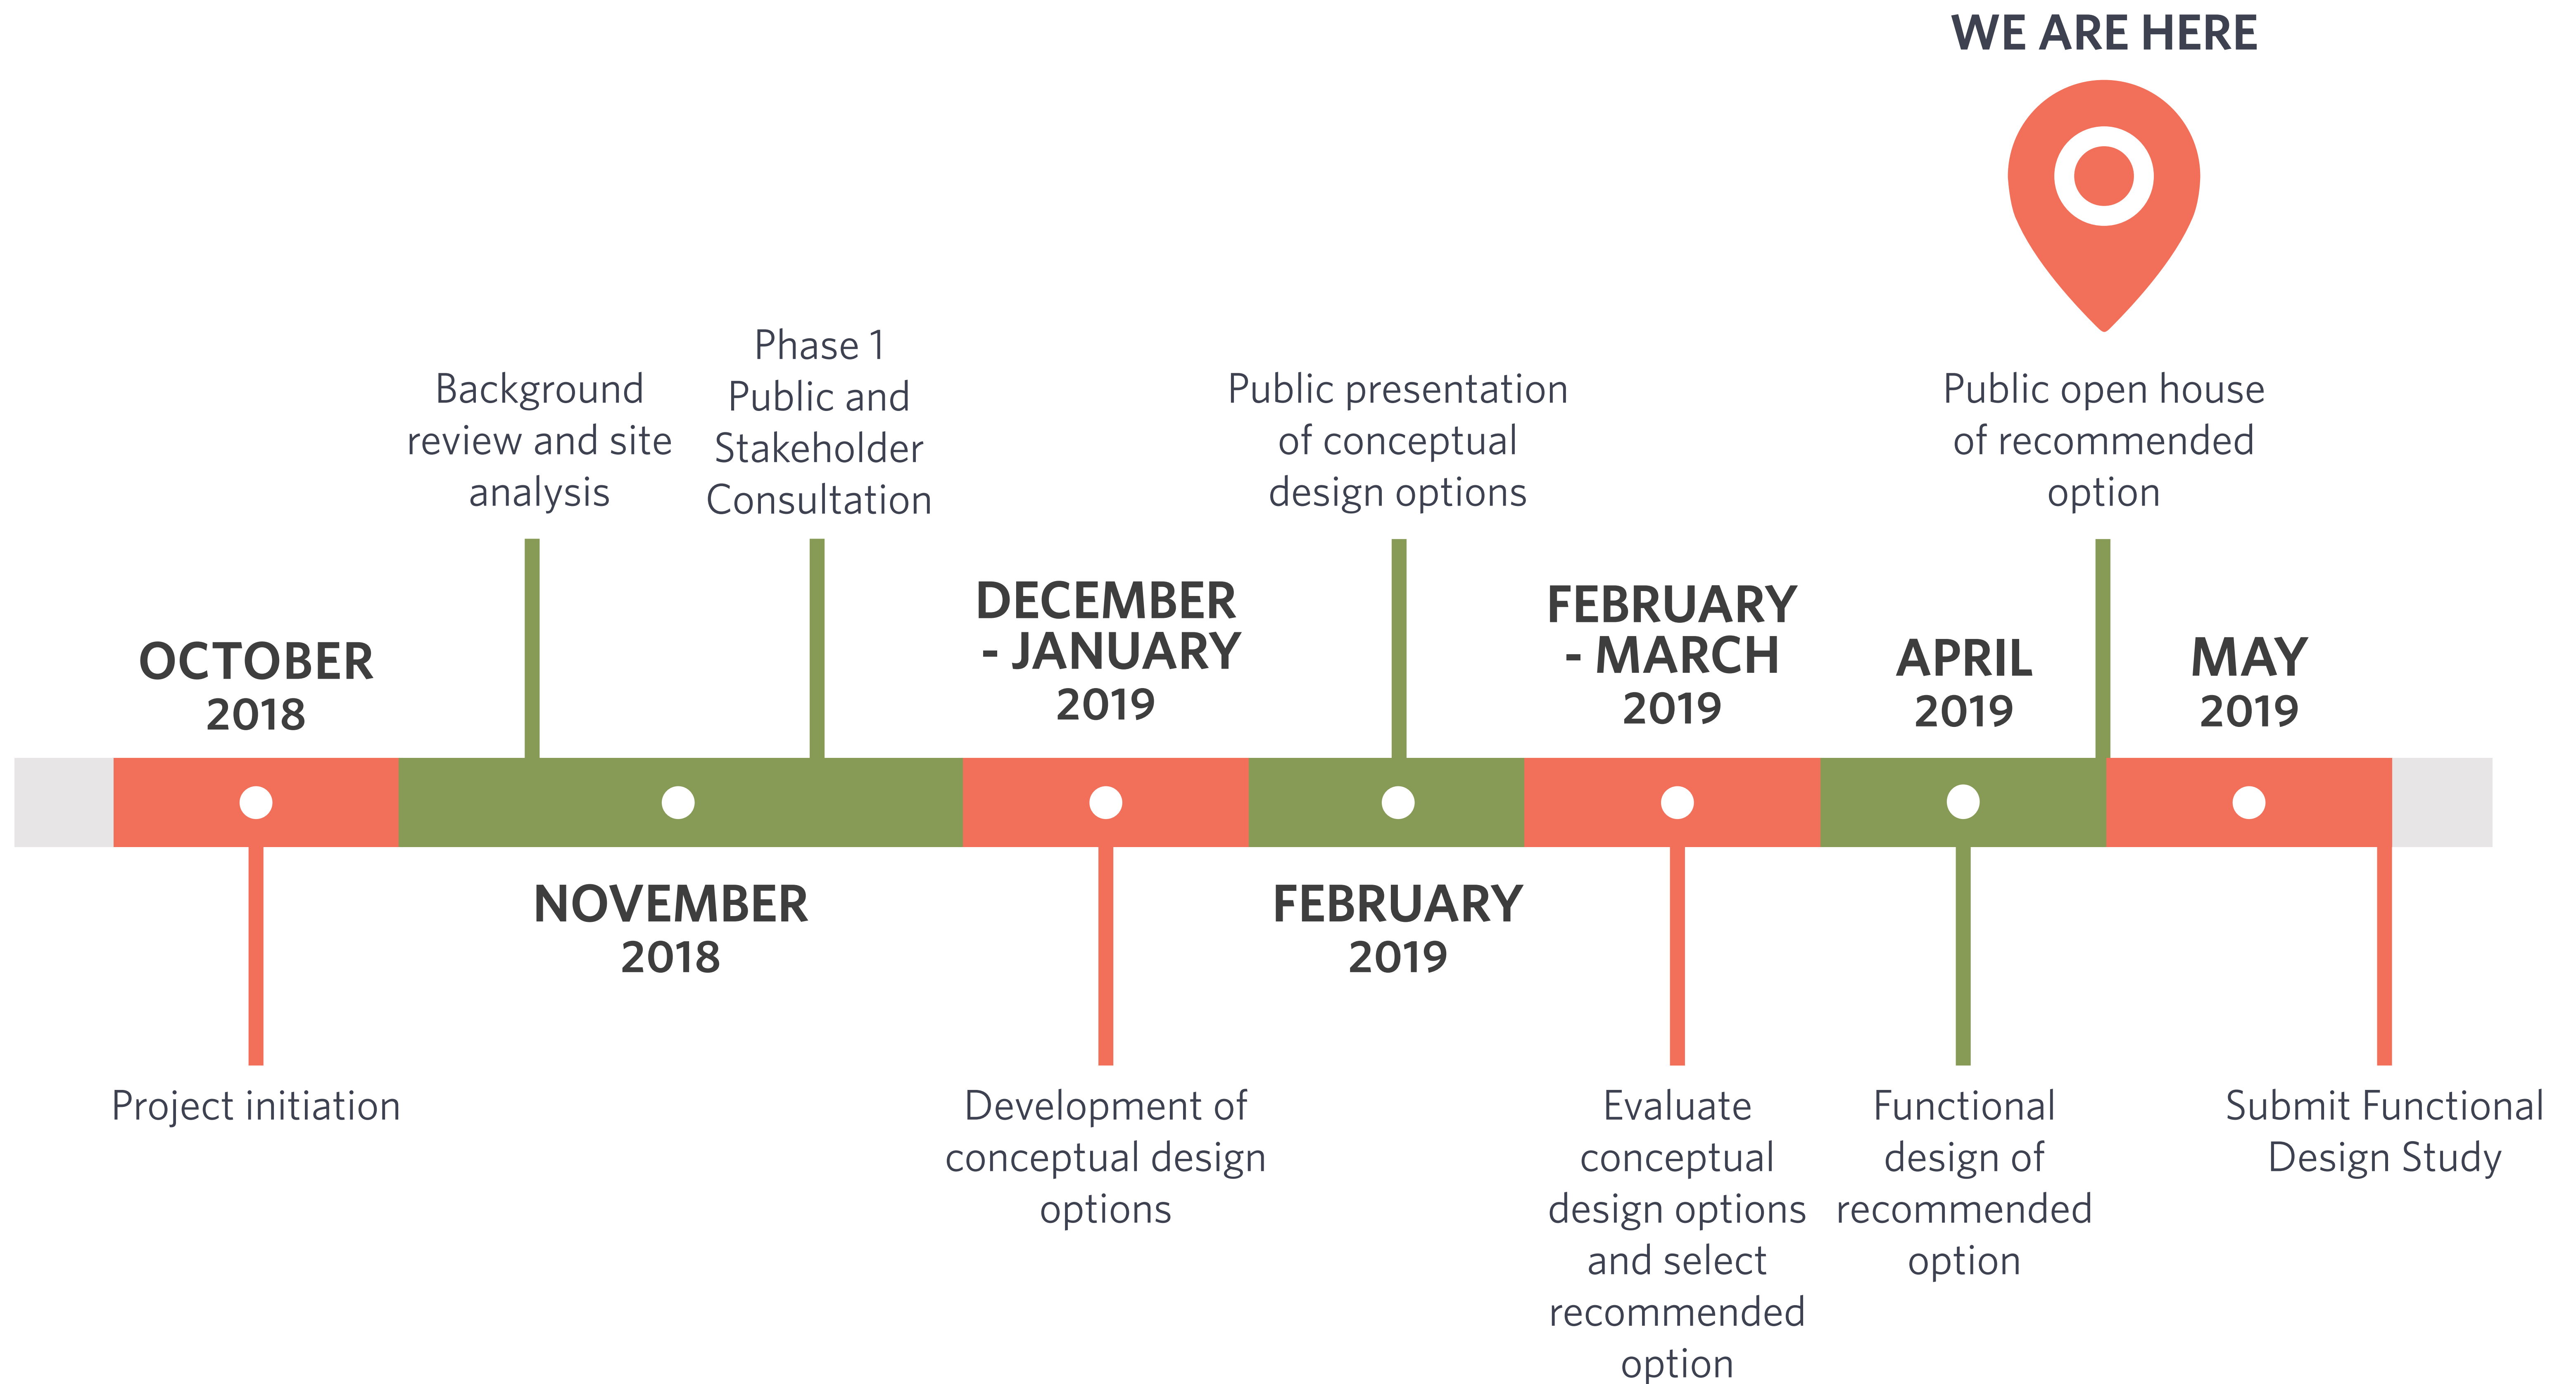 WE ARE HERE
Background
review and site
analysis
Phase 1
Public and
Stakeholder
Consultation
Public presentation
of conceptual
design options
Public open house
of recommended
option
OCTOBER
2018
DECEMBER
- JANUARY
2019
FEBRUARY
- MARCH
2019
APRIL
2019
MAY
2019
NOVEMBER
2018
FEBRUARY
2019
Project initiation
Development of
conceptual design
options
Evaluate
conceptual
design options
and select
recommended
option
Functional
design of
recommended
option
Submit Functional
Design Study